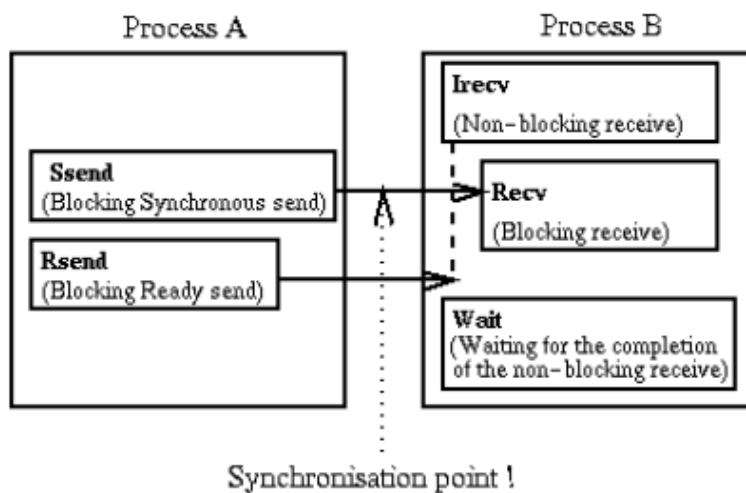 Process A
Process B
Irecv
(Non-blocking receive)
Ssend
(Blocking Synchronous send)
Recv
(Blocking receive)
Rsend
(Blocking Ready send)
Wait
(Waiting for the completion
of the non-blocking receive)
Synchronisation point !